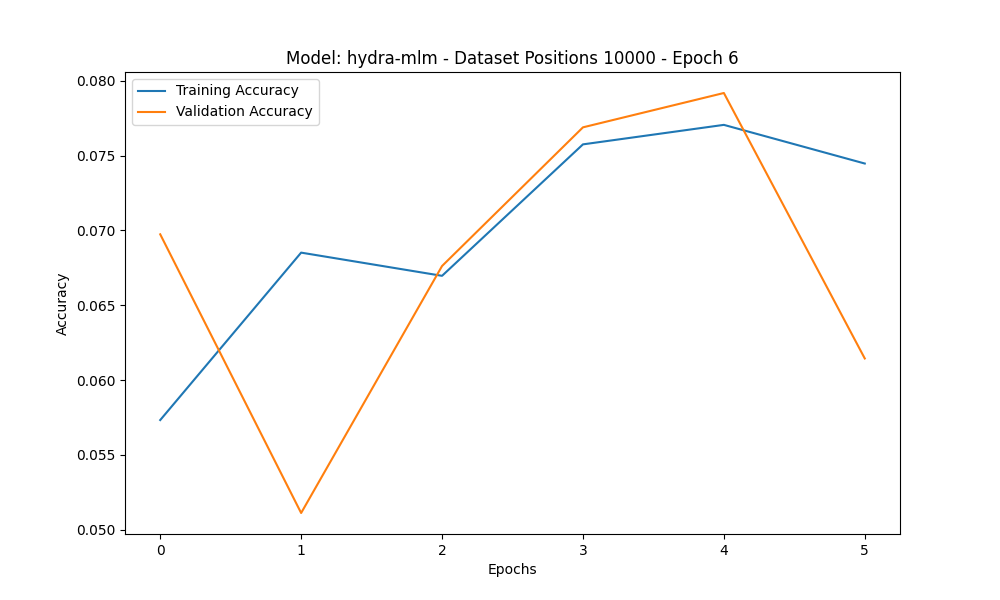 Model: hydra-mlm - Dataset Positions 10000 - Epoch 6
Training Accuracy
Validation Accuracy
0.080
0.075
0.070
0.065
0.060
0.055
0.050
Accuracy
0 1 2 3 4 5
Epochs